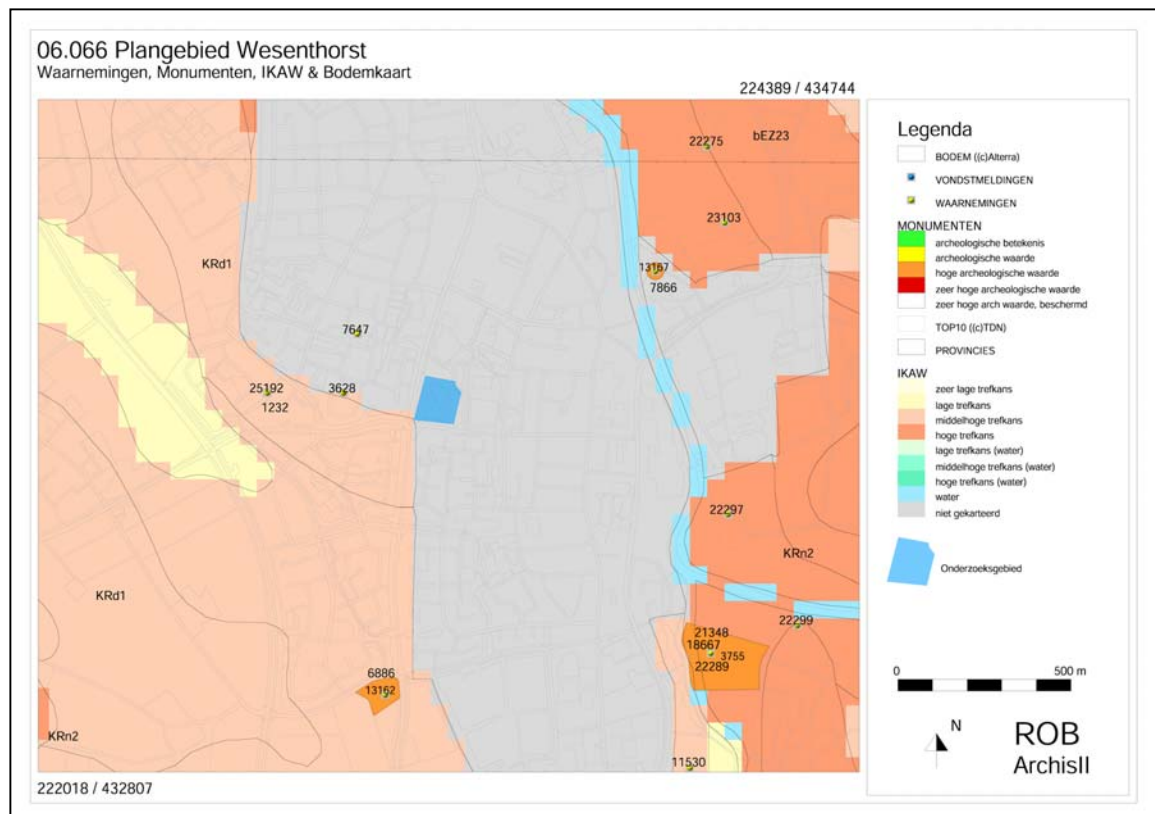 06.066 Plangebied Wesenthorst
Waarnemingen, Monumenten, IKAW & Bodemkaart
224389 / 434744
22275
bEZ23
23103
KRd1
13167
7866
7647
25192
3628
1232
22297
KRn2
KRd1
22299
21348
18667
3755
22289
6886
13162
KRn2
11530
222018 / 432807
Legenda
BODEM ((c)Alterra)
VONDSTMELDINGEN
WAARNEMINGEN
MONUMENTEN
archeologische betekenis
archeologische waarde
hoge archeologische waarde
zeer hoge archeologische waarde
zeer hoge arch waarde, beschermd
TOP10 ((c)TDN)
PROVINCIES
IKAW
zeer lage trefkans
lage trefkans
middelhoge trefkans
hoge trefkans
lage trefkans (water)
middelhoge trefkans (water)
hoge trefkans (water)
water
niet gekarteerd
Onderzoeksgebied
0 500 m
N
ROB
ArchisII